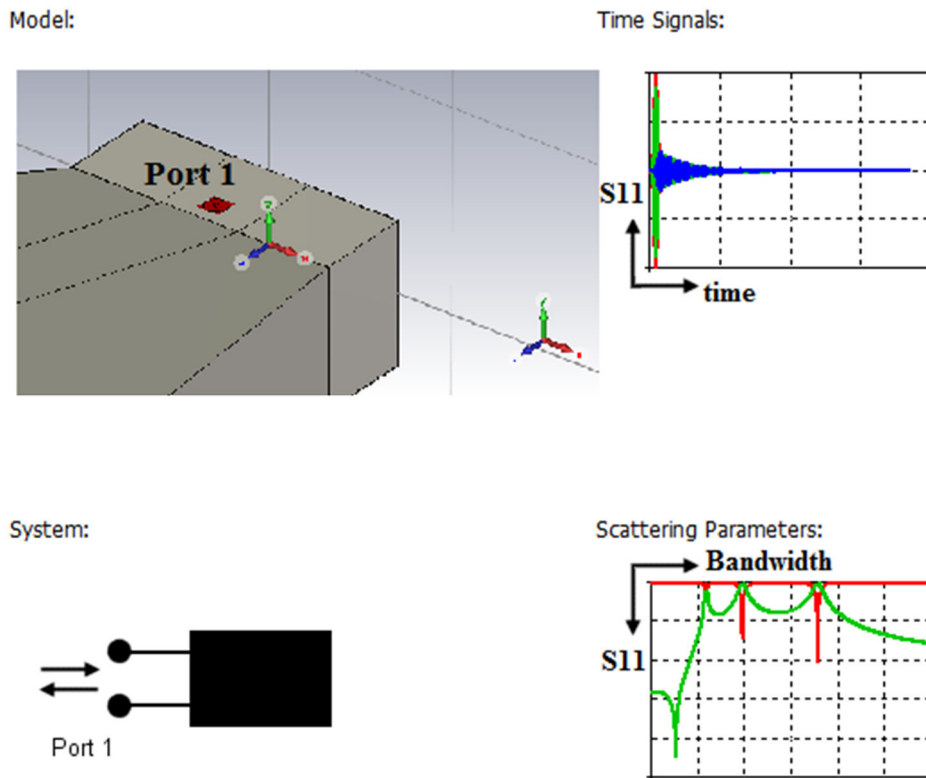 Model:
Time Signals:
Port 1
S11
time
System:
Scattering Parameters:
Bandwidth
S11
Port 1